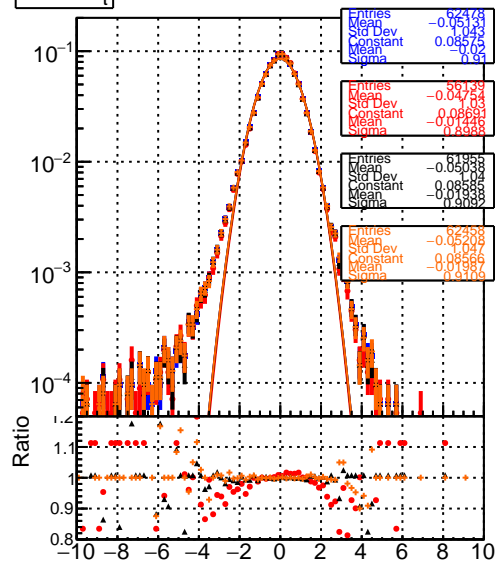 t
Entries 62478
Mean −0.05131
Std Dev 1.043
Constant 0.08575
Mean −0.02
Sigma 0.91
Entries 56139
Mean −0.04754
Std Dev 1.03
Constant 0.08691
Mean −0.01446
Sigma 0.8988
Entries 61955
Mean −0.05038
Std Dev 1.04
Constant 0.08585
Mean −0.01938
Sigma 0.9092
Entries 62458
Mean −0.05208
Std Dev 1.047
Constant 0.08566
Mean −0.01987
Sigma 0.9109
10−1
10−2
10−3
10−4
Ratio
1.2
1.1
1
0.9
0.8
−10 −8 −6 −4 −2 0 2 4 6 8 10